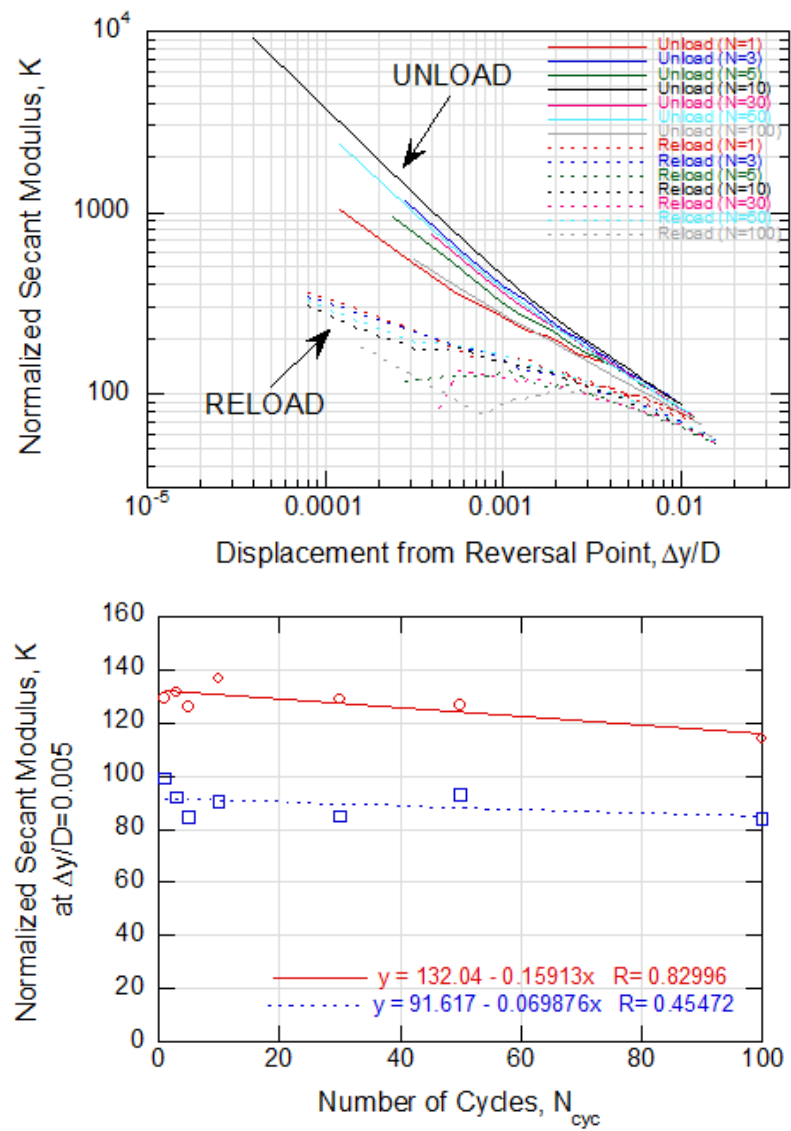 10^4
1000
100
Normalized Secant Modulus, K
UNLOAD
RELOAD
Unload (N=1)
Unload (N=3)
Unload (N=5)
Unload (N=10)
Unload (N=30)
Unload (N=50)
Unload (N=100)
Reload (N=1)
Reload (N=3)
Reload (N=5)
Reload (N=10)
Reload (N=30)
Reload (N=50)
Reload (N=100)
10^-5 0.0001 0.001 0.01
Displacement from Reversal Point, Δy/D
160
140
120
100
80
60
40
20
0
Normalized Secant Modulus, K
at Δy/D=0.005
y = 132.04 - 0.15913x R= 0.82996
y = 91.617 - 0.069876x R= 0.45472
0 20 40 60 80 100
Number of Cycles, N_cyc